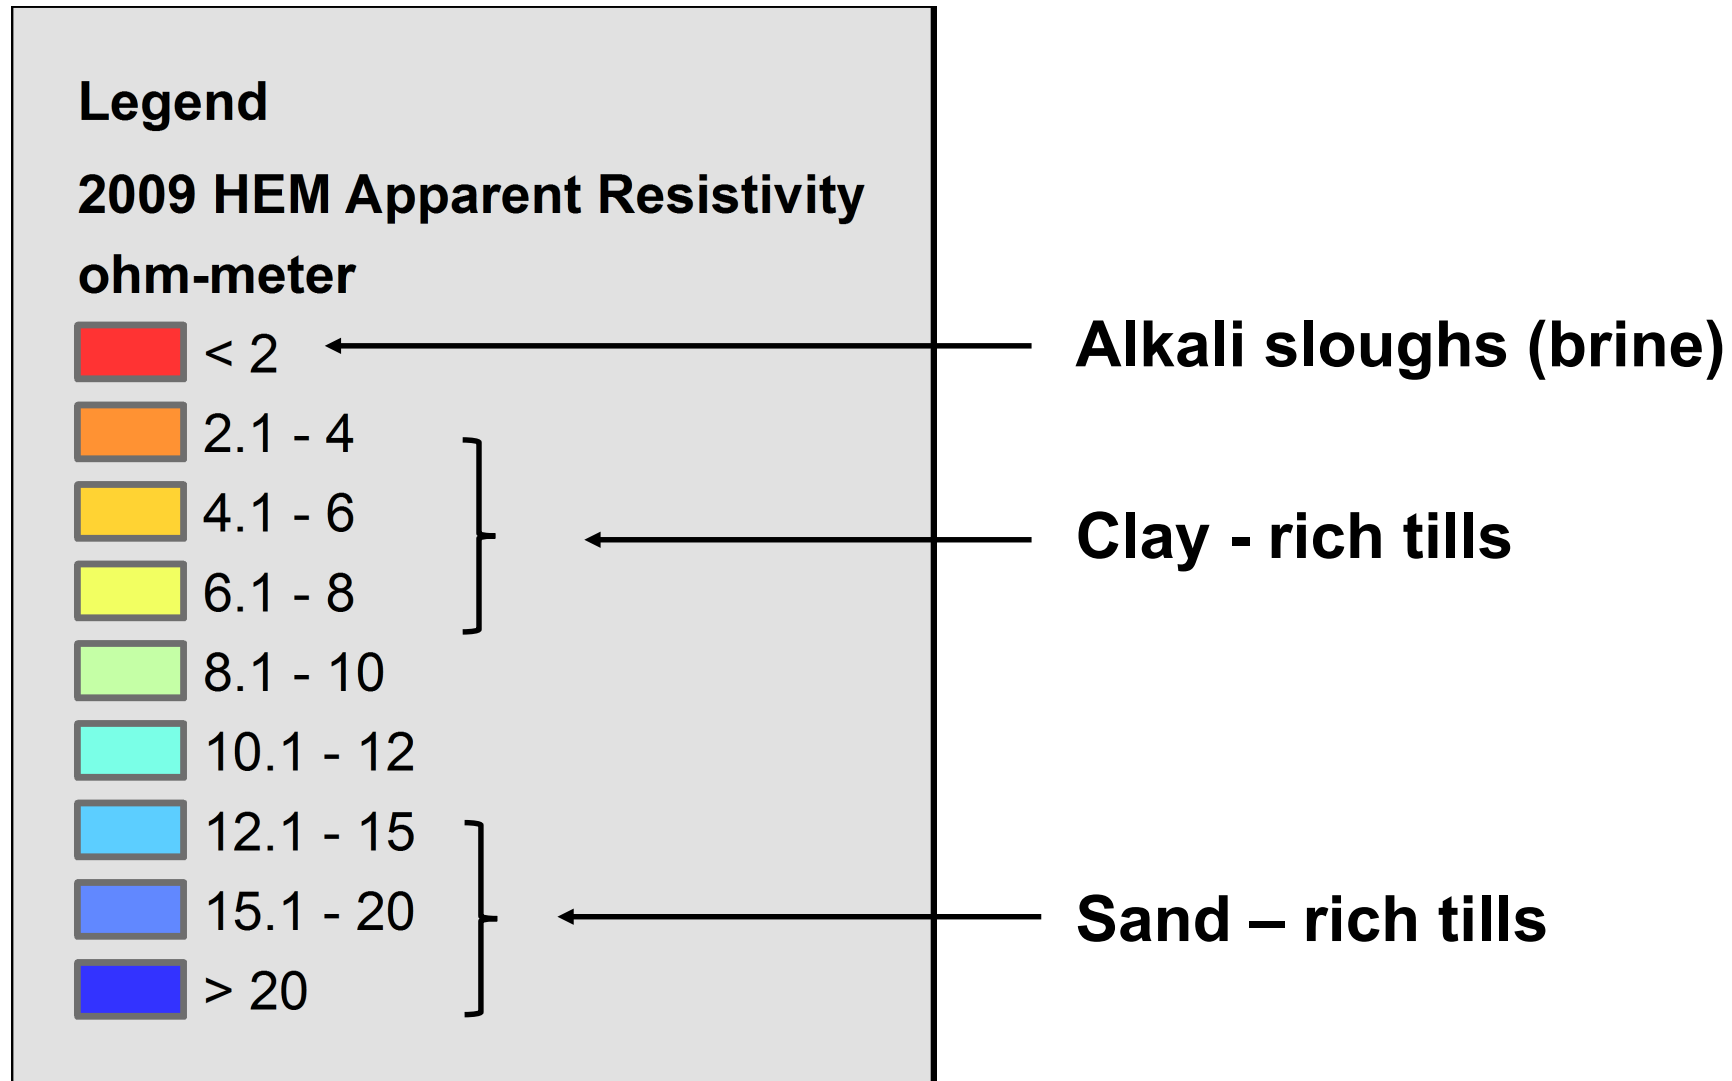 Legend
2009 HEM Apparent Resistivity
ohm-meter
< 2
Alkali sloughs (brine)
2.1 - 4
4.1 - 6
Clay - rich tills
6.1 - 8
8.1 - 10
10.1 - 12
12.1 - 15
15.1 - 20
Sand – rich tills
> 20